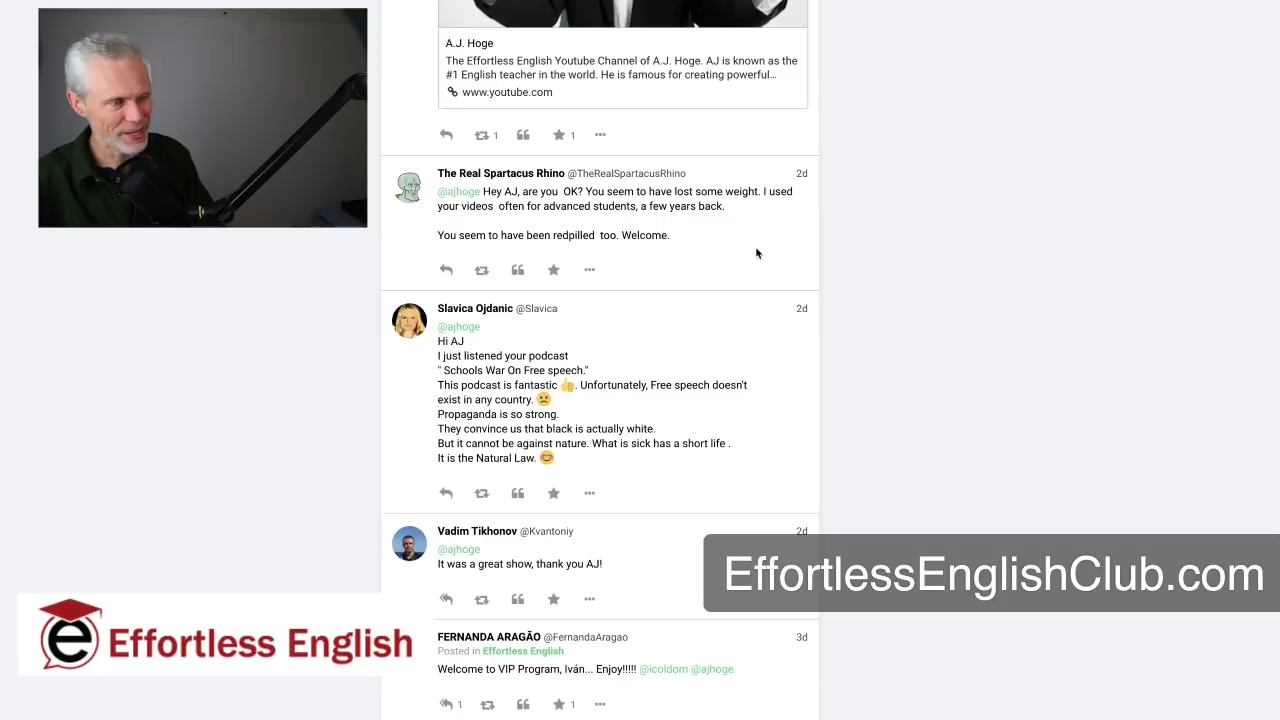 A.J. Hoge
The Effortless English Youtube Channel of A.J. Hoge. AJ is known as the
#1 English teacher in the world. He is famous for creating powerful...
www.youtube.com
1
1
The Real Spartacus Rhino @TheRealSpartacusRhino 2d
@ajhoge Hey AJ, are you OK? You seem to have lost some weight. I used
your videos often for advanced students, a few years back.
You seem to have been redpilled too. Welcome.
Slavica Ojdanic @Slavica 2d
@ajhoge
Hi AJ
I just listened your podcast
" Schools War On Free speech."
This podcast is fantastic 👍. Unfortunately, Free speech doesn't
exist in any country. 🙁
Propaganda is so strong.
They convince us that black is actually white.
But it cannot be against nature. What is sick has a short life .
It is the Natural Law. 😊
Vadim Tikhonov @Kvantoniy 2d
@ajhoge
It was a great show, thank you AJ!
EffortlessEnglishClub.com
e Effortless English
FERNANDA ARAGÃO @FernandaAragao 3d
Posted in Effortless English
Welcome to VIP Program, Iván... Enjoy!!!!! @icoldom @ajhoge
1
1